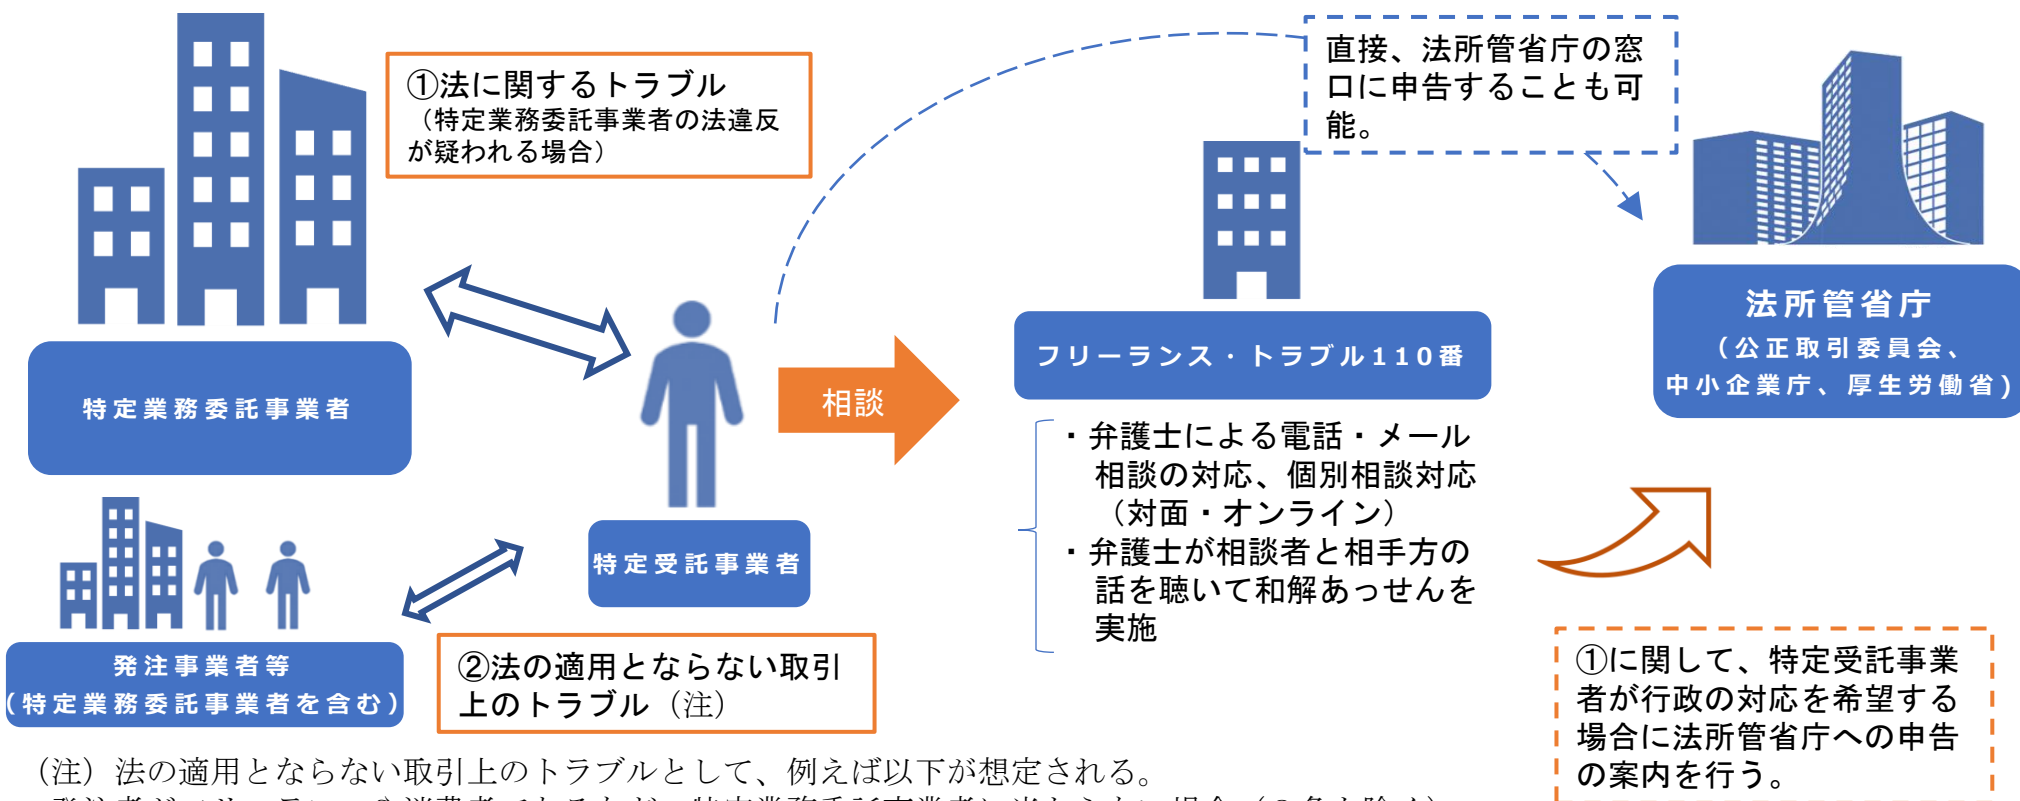 ①法に関するトラブル
（特定業務委託事業者の法違反
が疑われる場合）
直接、法所管省庁の窓
口に申告することも可
能。
特定業務委託事業者
相談
フリーランス・トラブル110番
法所管省庁
（公正取引委員会、
中小企業庁、厚生労働省)
・弁護士による電話・メール
相談の対応、個別相談対応
（対面・オンライン）
・弁護士が相談者と相手方の
話を聴いて和解あっせんを
実施
特定受託事業者
発注事業者等
(特定業務委託事業者を含む)
②法の適用とならない取引
上のトラブル（注）
①に関して、特定受託事業
者が行政の対応を希望する
場合に法所管省庁への申告
の案内を行う。
（注）法の適用とならない取引上のトラブルとして、例えば以下が想定される。